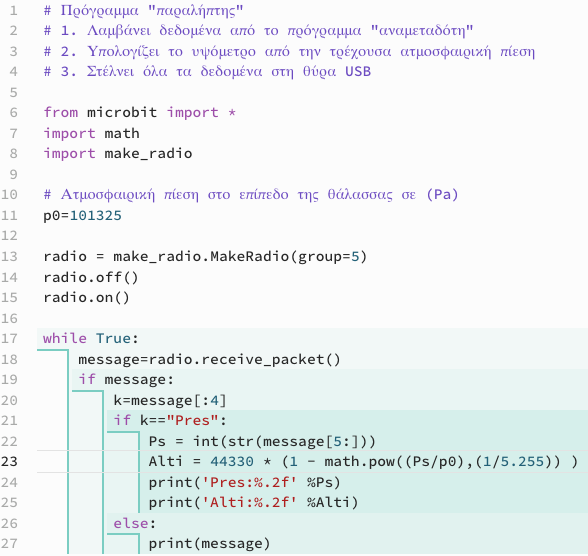 1 # Πρόγραμμα "παραλήπτης"
2 # 1. Λαμβάνει δεδομένα από το πρόγραμμα "αναμεταδότη"
3 # 2. Υπολογίζει το υψόμετρο από την τρέχουσα ατμοσφαιρική πίεση
4 # 3. Στέλνει όλα τα δεδομένα στη θύρα USB
5
6 from microbit import *
7 import math
8 import make_radio
9
10 # Ατμοσφαιρική πίεση στο επίπεδο της θάλασσας σε (Pa)
11 p0=101325
12
13 radio = make_radio.MakeRadio(group=5)
14 radio.off()
15 radio.on()
16
17 while True:
18 message=radio.receive_packet()
19 if message:
20 k=message[:4]
21 if k=="Pres":
22 Ps = int(str(message[5:]))
23 Alti = 44330 * (1 - math.pow((Ps/p0),(1/5.255)) )
24 print('Pres:%.2f' %Ps)
25 print('Alti:%.2f' %Alti)
26 else:
27 print(message)